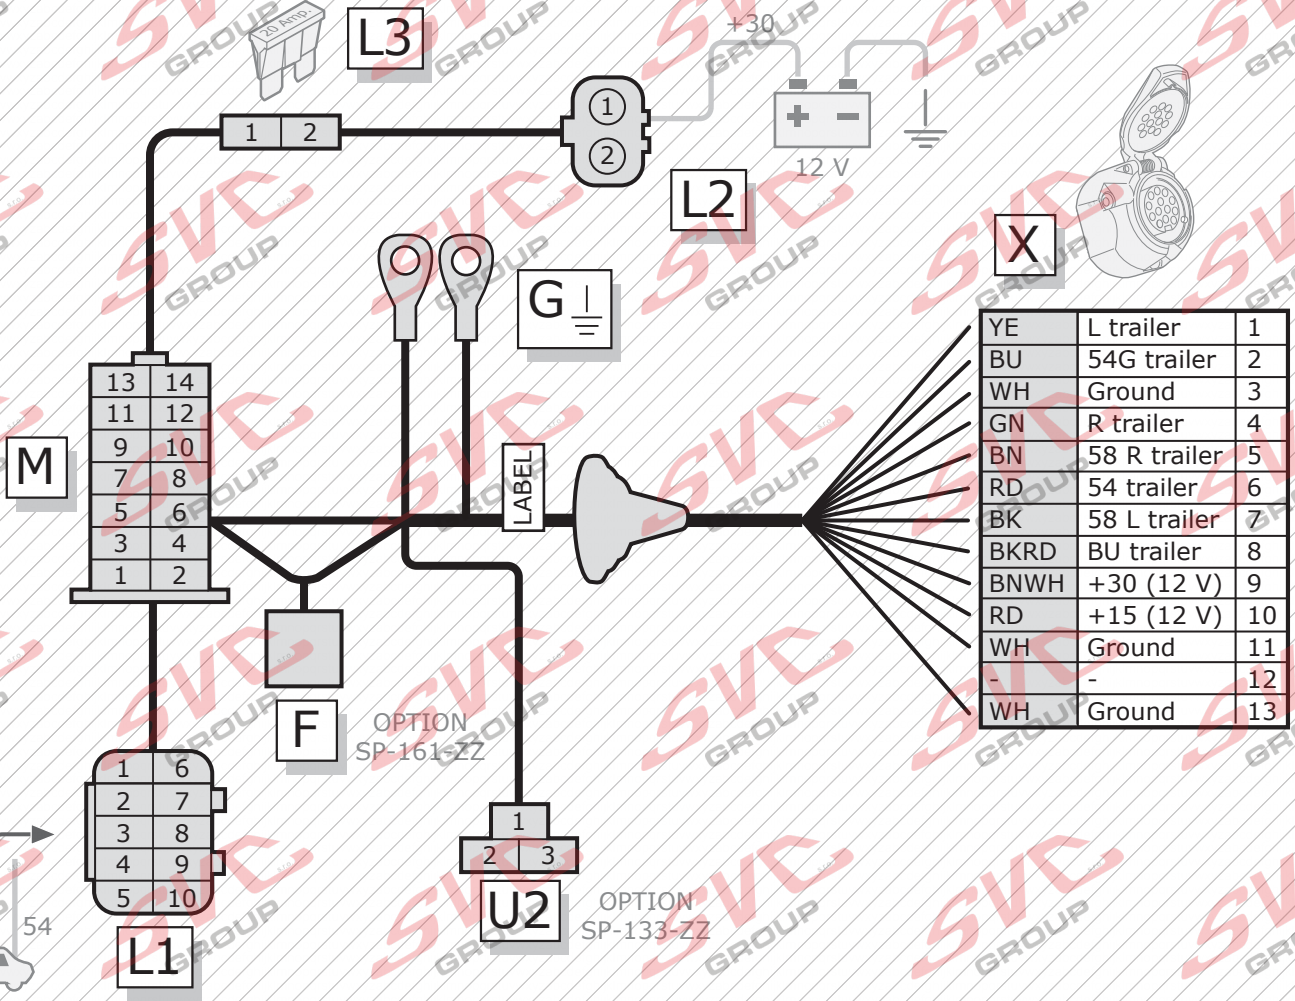 20 Amp.
L3
+30
1 2
1
2
+ -
12 V
L2
X
G
M
13 14
11 12
9 10
7 8
5 6
3 4
1 2
LABEL
YE L trailer 1
BU 54G trailer 2
WH Ground 3
GN R trailer 4
BN 58 R trailer 5
RD 54 trailer 6
BK 58 L trailer 7
BKRD BU trailer 8
BNWH +30 (12 V) 9
RD +15 (12 V) 10
WH Ground 11
- - 12
WH Ground 13
F
OPTION
SP-161-ZZ
1 6
2 7
3 8
4 9
5 10
L1
54
1
2 3
U2
OPTION
SP-133-ZZ
SVC GROUP s.r.o.